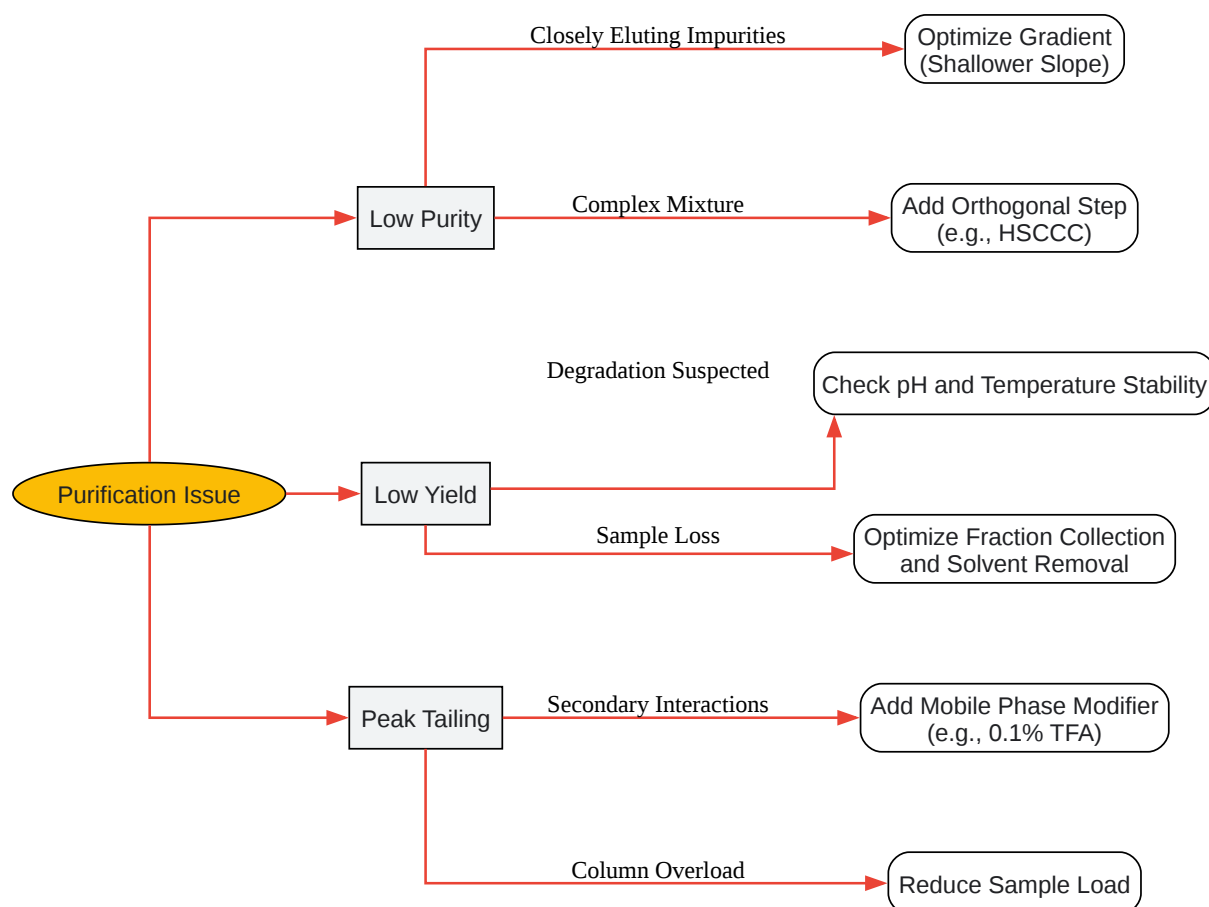 Closely Eluting Impurities
Optimize Gradient
(Shallower Slope)
Low Purity
Complex Mixture
Add Orthogonal Step
(e.g., HSCCC)
Degradation Suspected
Check pH and Temperature Stability
Purification Issue
Low Yield
Sample Loss
Optimize Fraction Collection
and Solvent Removal
Peak Tailing
Secondary Interactions
Add Mobile Phase Modifier
(e.g., 0.1% TFA)
Column Overload
Reduce Sample Load